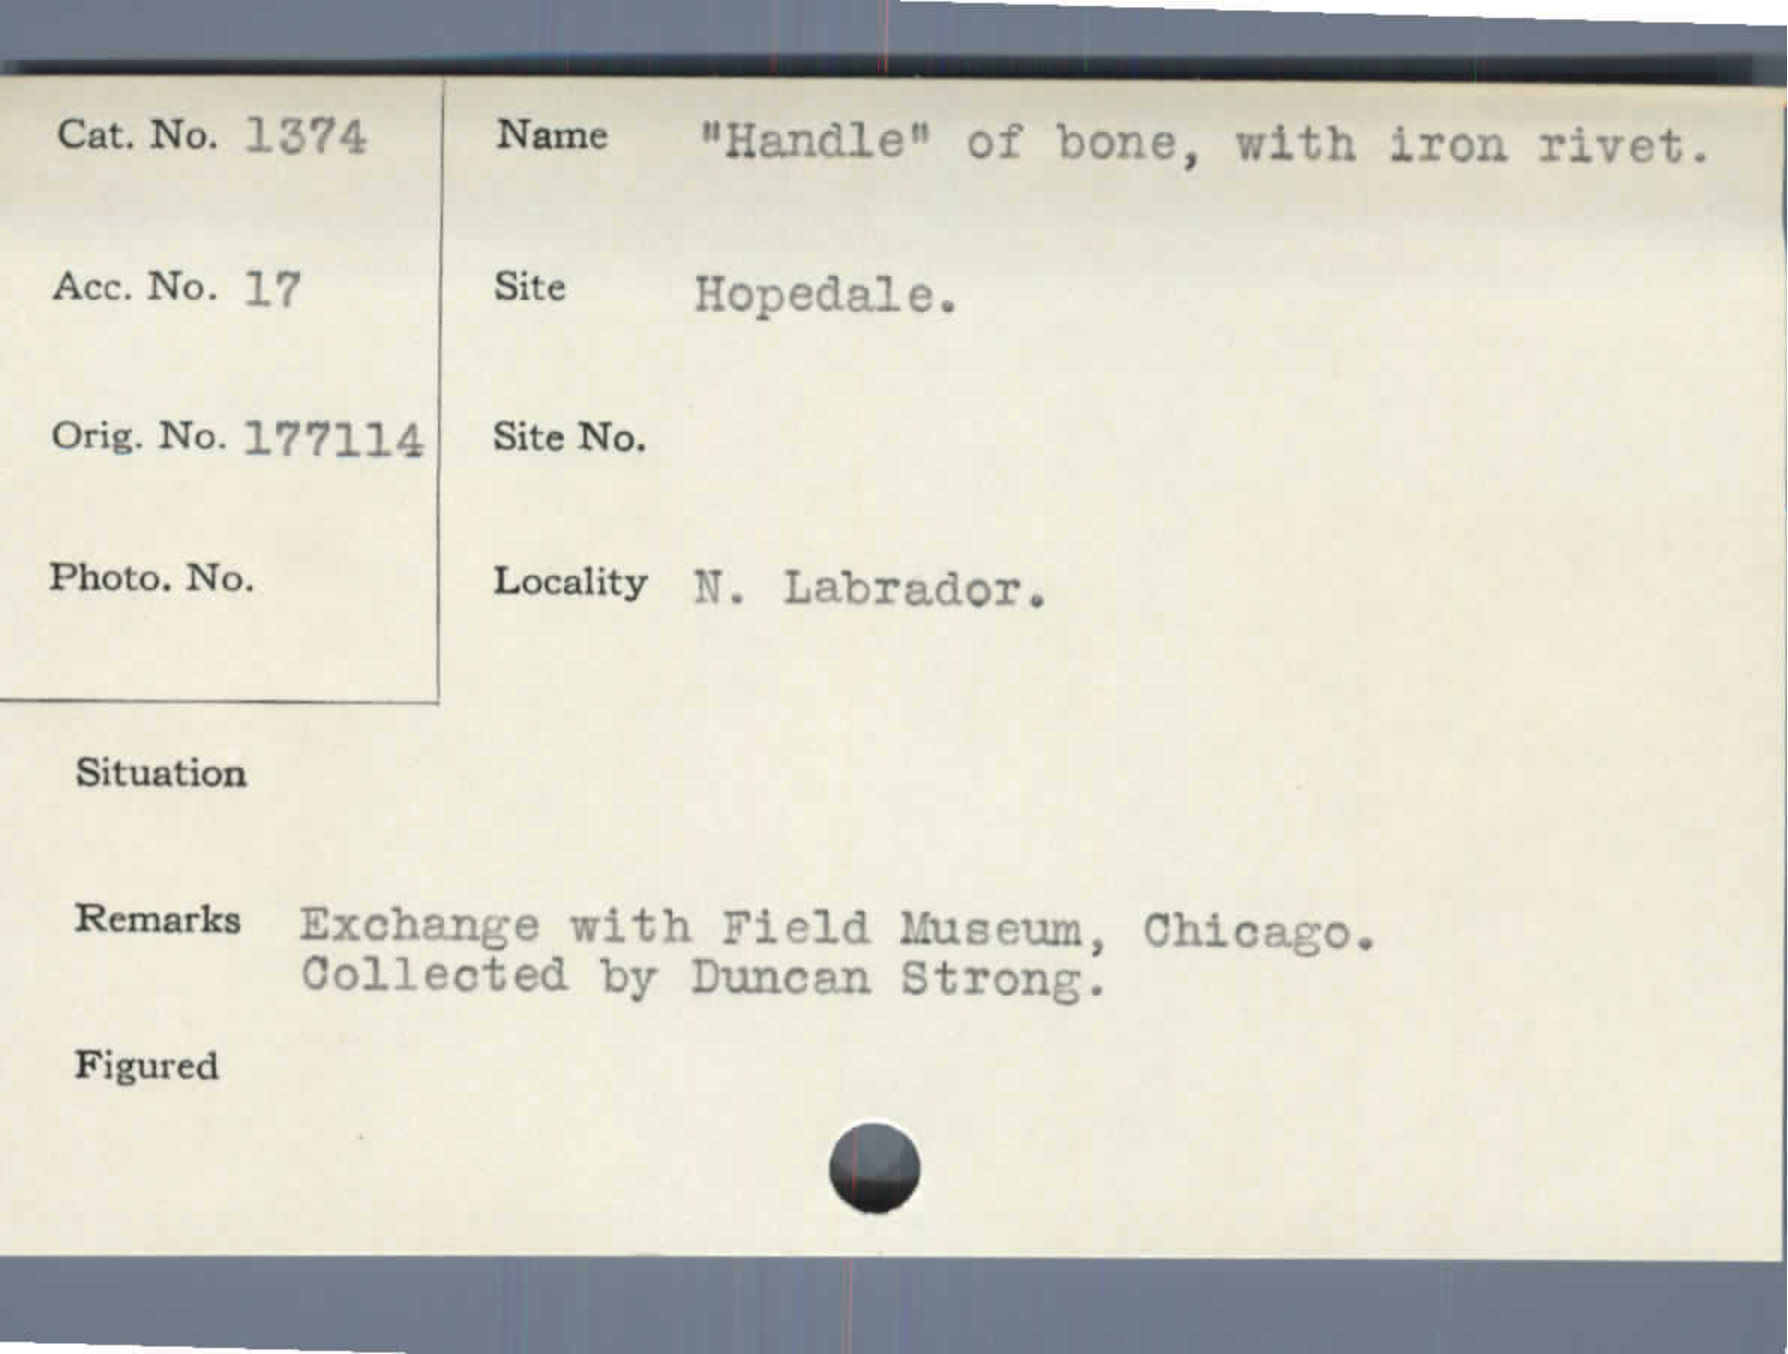 Cat. No. 1374
Name "Handle" of bone, with iron rivet.
Acc. No. 17
Site Hopedale.
Orig. No. 177114
Site No.
Photo. No.
Locality N. Labrador.
Situation
Remarks Exchange with Field Museum, Chicago.
Collected by Duncan Strong.
Figured